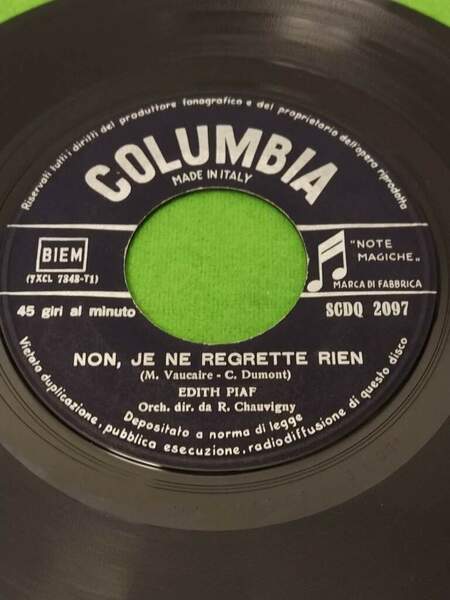 Riservati tutti i diritti del produttore fonografico e del proprietario dell'opera riprodotta
COLUMBIA
MADE IN ITALY
BIEM
(7XCL 7848-T1)
"NOTE
MAGICHE„
MARCA DI FABBRICA
45 giri al minuto
SCDQ 2097
NON, JE NE REGRETTE RIEN
(M. Vaucaire - C. Dumont)
EDITH PIAF
Orch. dir. da R. Chauvigny
Depositato a norma di legge
Vietata duplicazione, pubblica esecuzione, radiodiffusione di questo disco